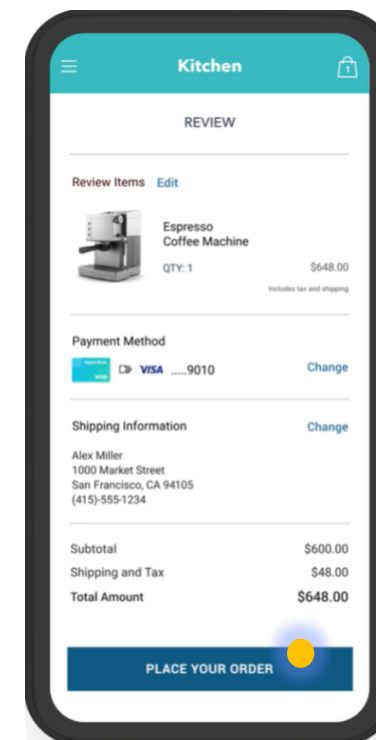 Kitchen
1
REVIEW
Review Items Edit
Espresso
Coffee Machine
QTY: 1 $648.00
Includes tax and shipping
Payment Method
VISA
VISA .....9010 Change
Shipping Information Change
Alex Miller
1000 Market Street
San Francisco, CA 94105
(415)-555-1234
Subtotal $600.00
Shipping and Tax $48.00
Total Amount $648.00
PLACE YOUR ORDER